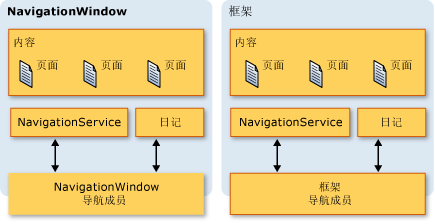 NavigationWindow
内容
页面
页面
页面
NavigationService
日记
NavigationWindow
导航成员
框架
内容
页面
页面
页面
NavigationService
日记
框架
导航成员